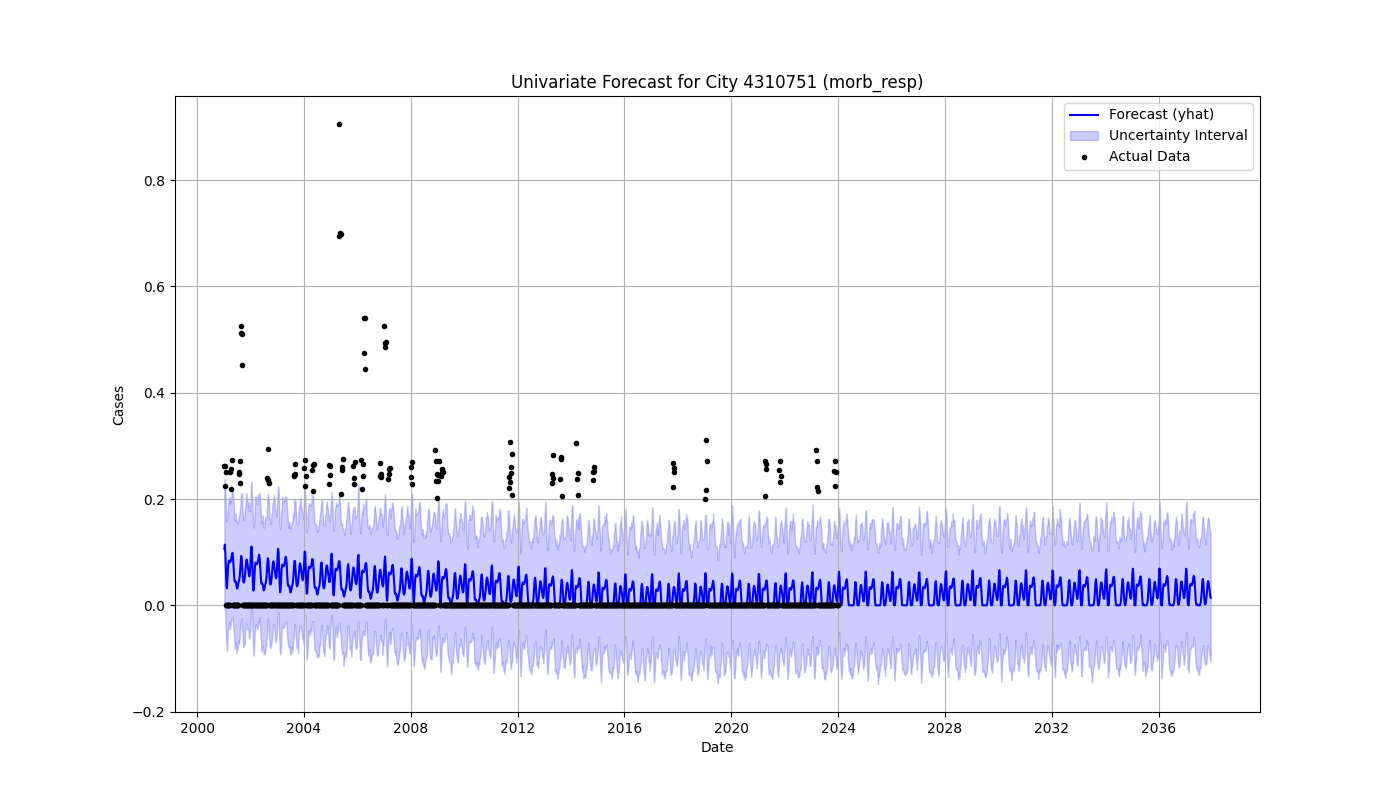 Univariate Forecast for City 4310751 (morb_resp)
Forecast (yhat)
Uncertainty Interval
Actual Data
Cases
0.8
0.6
0.4
0.2
0.0
−0.2
2000 2004 2008 2012 2016 2020 2024 2028 2032 2036
Date